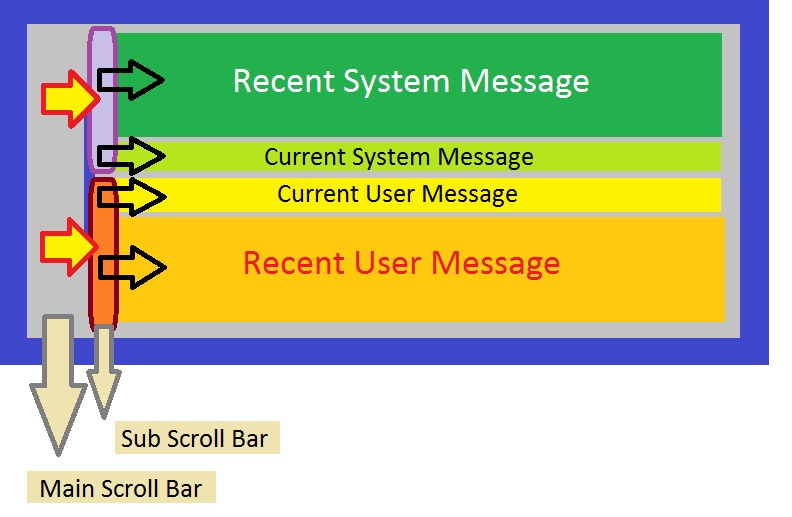 Recent System Message
Current System Message
Current User Message
Recent User Message
Sub Scroll Bar
Main Scroll Bar